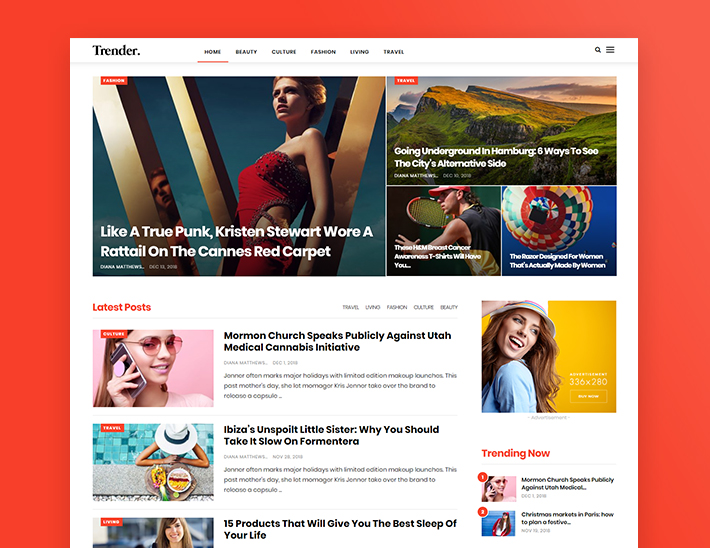 Trender.
HOME BEAUTY CULTURE FASHION LIVING TRAVEL
FASHION
Like A True Punk, Kristen Stewart Wore A
Rattail On The Cannes Red Carpet
DIANA MATTHEWS... DEC 13, 2018
TRAVEL
Going Underground In Hamburg: 6 Ways To See
The City's Alternative Side
DIANA MATTHEWS... DEC 10, 2018
These H&M Breast Cancer
Awareness T-Shirts Will Have
You...
The Razor Designed For Women
That's Actually Made By Women
Latest Posts
TRAVEL LIVING FASHION CULTURE BEAUTY
CULTURE
Mormon Church Speaks Publicly Against Utah
Medical Cannabis Initiative
DIANA MATTHEWS... DEC 1, 2018
Jenner often marks major holidays with limited edition makeup launches. This
post mother's day, she lot momager Kris Jenner take over the brand to
release a capsule ...
TRAVEL
Ibiza's Unspoilt Little Sister: Why You Should
Take It Slow On Formentera
DIANA MATTHEWS... NOV 28, 2018
Jenner often marks major holidays with limited edition makeup launches. This
post mother's day, she lot momager Kris Jenner take over the brand to
release a capsule ...
LIVING
15 Products That Will Give You The Best Sleep Of
Your Life
ADVERTISEMENT
336x280
BUY NOW
- Advertisement -
Trending Now
1
Mormon Church Speaks Publicly
Against Utah Medical...
DEC 1, 2018
2
Christmas markets in Paris: how
to plan a festive...
NOV 19, 2018